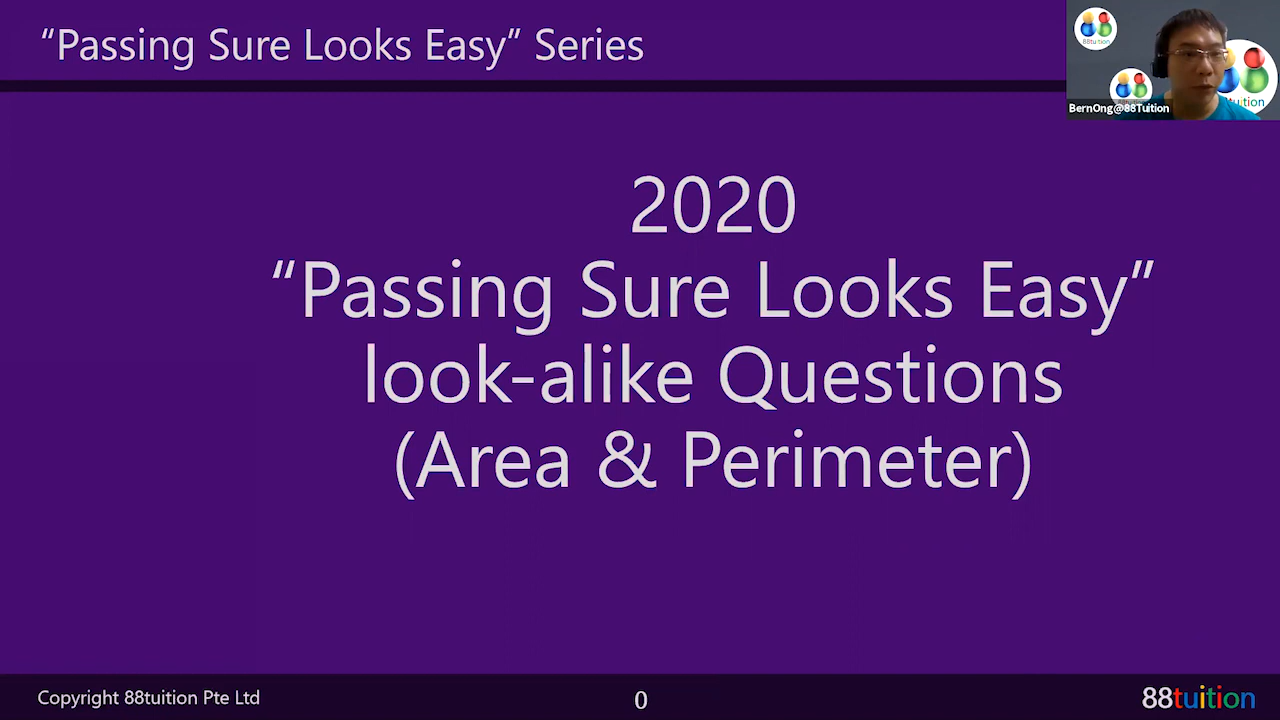 “Passing Sure Looks Easy” Series
88tuition
BernOng@88Tuition
2020
“Passing Sure Looks Easy”
look-alike Questions
(Area & Perimeter)
Copyright 88tuition Pte Ltd
0
88tuition